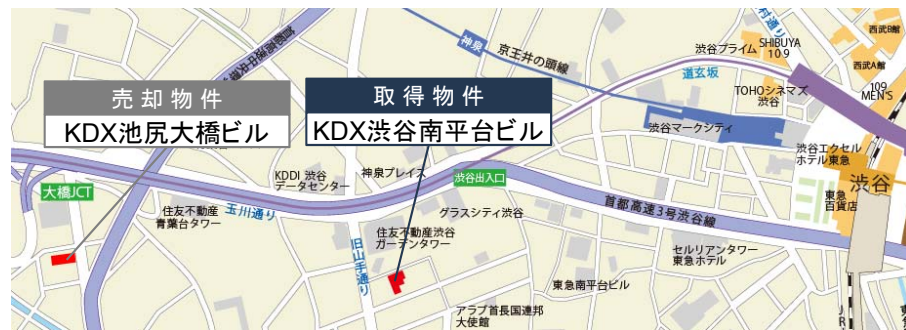 売却物件
KDX池尻大橋ビル
取得物件
KDX渋谷南平台ビル
神泉
京王井の頭線
村通り
渋谷プライム
SHIBUYA
109
道玄坂
TOHOシネマズ
渋谷
西武B館
西武A館
109
MEN'S
渋谷マークシティ
渋谷エクセル
ホテル東急
渋谷
東急
百貨店
大橋JCT
KDDI 渋谷
データセンター
神泉プレイス
渋谷出入口
首都高速3号渋谷線
住友不動産
青葉台タワー
玉川通り
旧山手通り
グラスシティ渋谷
住友不動産渋谷
ガーデンタワー
セルリアンタワー
東急ホテル
東急南平台ビル
アラブ首長国連邦
大使館